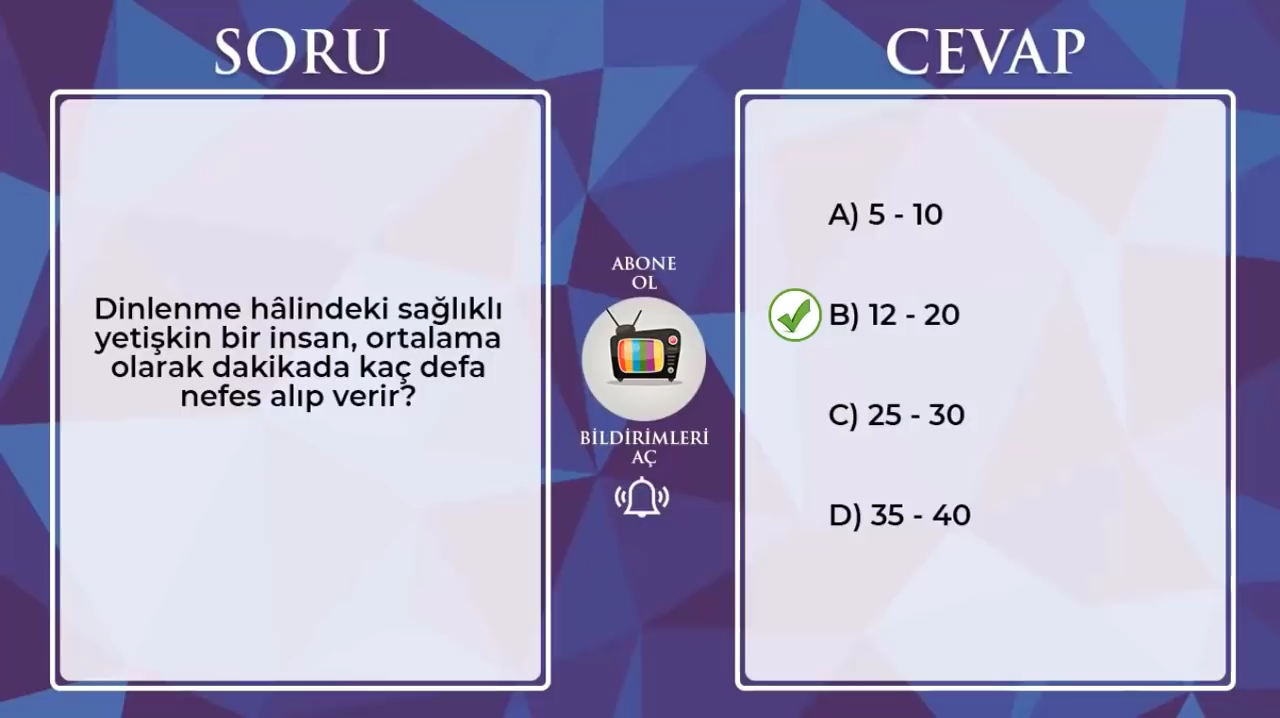 SORU
Dinlenme hâlindeki sağlıklı
yetişkin bir insan, ortalama
olarak dakikada kaç defa
nefes alıp verir?
ABONE
OL
BİLDİRİMLERİ
AÇ
CEVAP
A) 5 - 10
B) 12 - 20
C) 25 - 30
D) 35 - 40